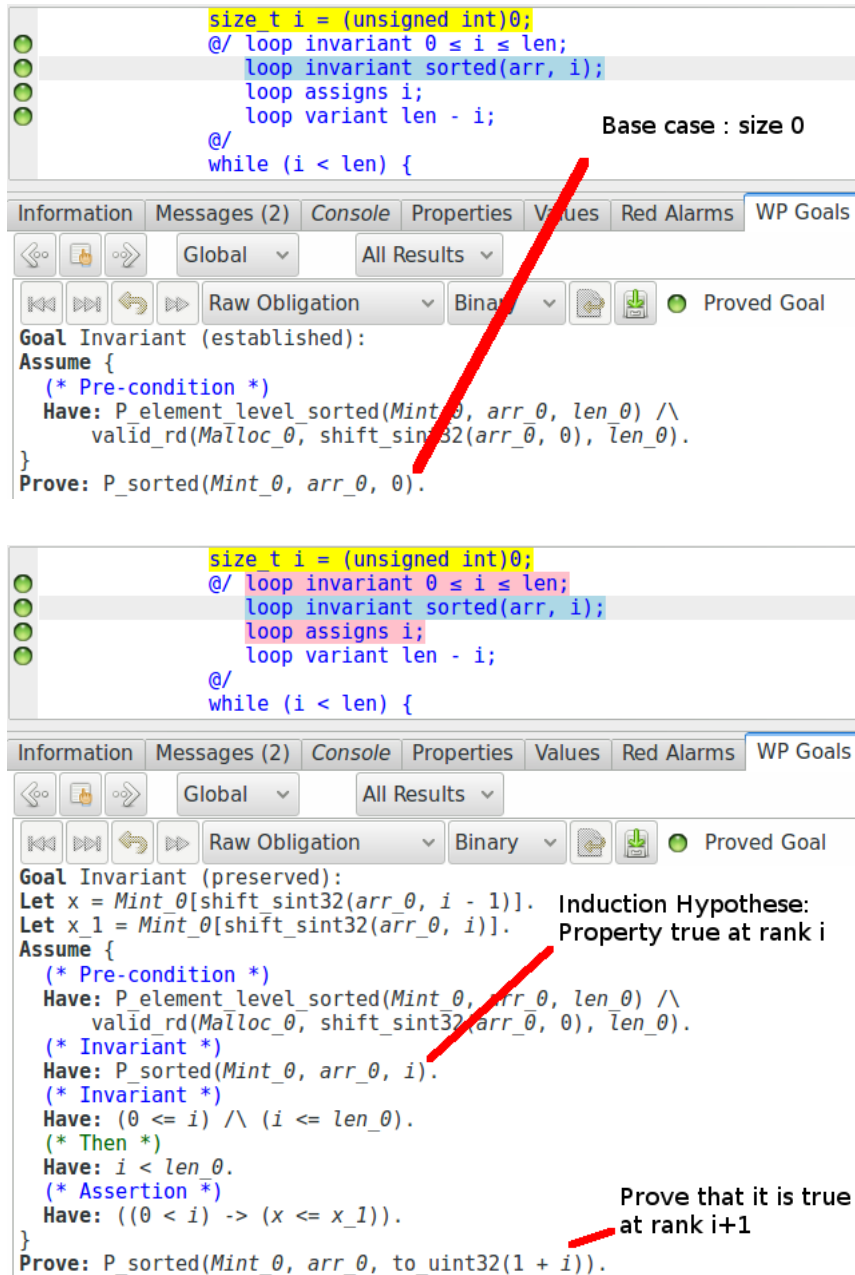 size_t i = (unsigned int)0;
@/ loop invariant 0 ≤ i ≤ len;
loop invariant sorted(arr, i);
loop assigns i;
loop variant len - i;
@/
while (i < len) {
Base case : size 0
Information Messages (2) Console Properties Values Red Alarms WP Goals
Global All Results
Raw Obligation Binary Proved Goal
Goal Invariant (established):
Assume {
(* Pre-condition *)
Have: P_element_level_sorted(Mint_0, arr_0, len_0) /\
valid_rd(Malloc_0, shift_sint32(arr_0, 0), len_0).
}
Prove: P_sorted(Mint_0, arr_0, 0).
size_t i = (unsigned int)0;
@/ loop invariant 0 ≤ i ≤ len;
loop invariant sorted(arr, i);
loop assigns i;
loop variant len - i;
@/
while (i < len) {
Information Messages (2) Console Properties Values Red Alarms WP Goals
Global All Results
Raw Obligation Binary Proved Goal
Goal Invariant (preserved):
Let x = Mint_0[shift_sint32(arr_0, i - 1)].
Let x_1 = Mint_0[shift_sint32(arr_0, i)].
Induction Hypothese:
Property true at rank i
Assume {
(* Pre-condition *)
Have: P_element_level_sorted(Mint_0, arr_0, len_0) /\
valid_rd(Malloc_0, shift_sint32(arr_0, 0), len_0).
(* Invariant *)
Have: P_sorted(Mint_0, arr_0, i).
(* Invariant *)
Have: (0 <= i) /\ (i <= len_0).
(* Then *)
Have: i < len_0.
(* Assertion *)
Have: ((0 < i) -> (x <= x_1)).
}
Prove that it is true
at rank i+1
Prove: P_sorted(Mint_0, arr_0, to_uint32(1 + i)).